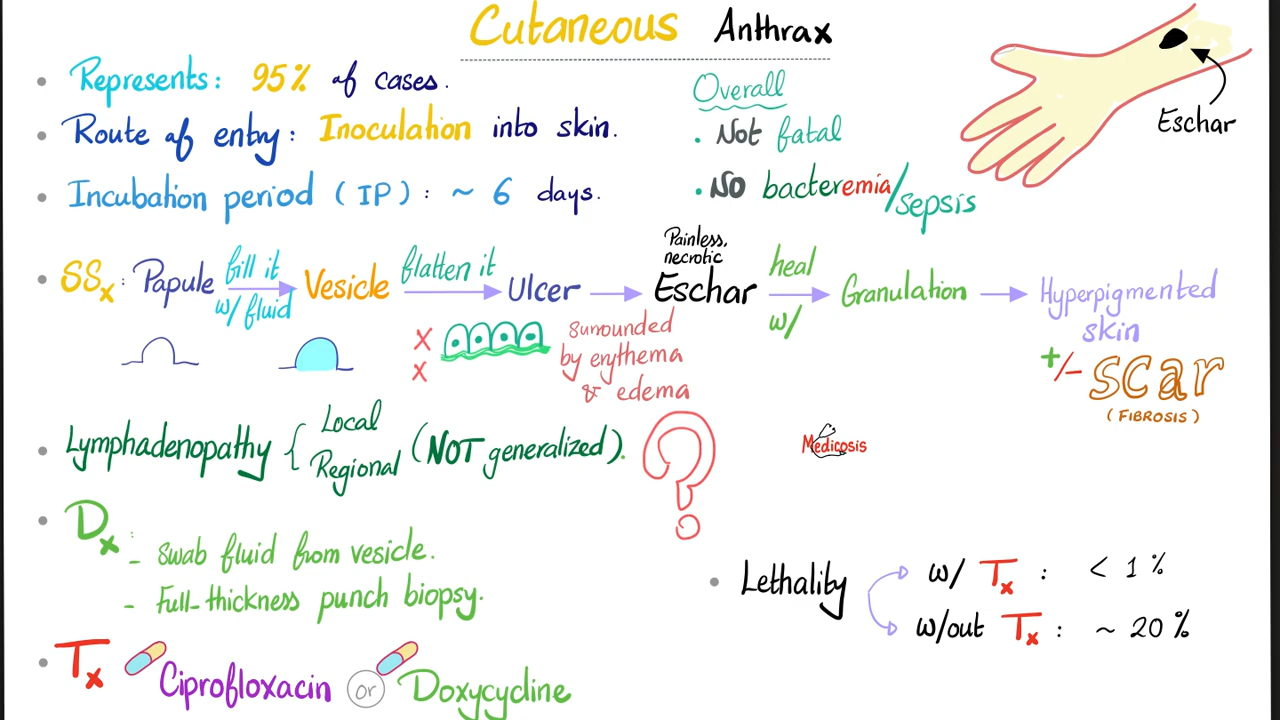 Cutaneous Anthrax
• Represents: 95% of cases.
• Route of entry: Inoculation into skin.
• Incubation period (IP): ~ 6 days.
Overall
• Not fatal
• No bacteremia/sepsis
Eschar
• SSx: Papule fill it w/ fluid Vesicle flatten it Ulcer Painless, necrotic Eschar heal w/ Granulation Hyperpigmented skin
x
x
surrounded
by erythema
& edema
+/- scar
(FIBROSIS)
• Lymphadenopathy { Local Regional (NOT generalized).
?
Medicosis
• Dx:
- Swab fluid from vesicle.
- Full-thickness punch biopsy.
• Lethality
w/ Tx : < 1 %
w/out Tx : ~ 20 %
• Tx Ciprofloxacin or Doxycycline